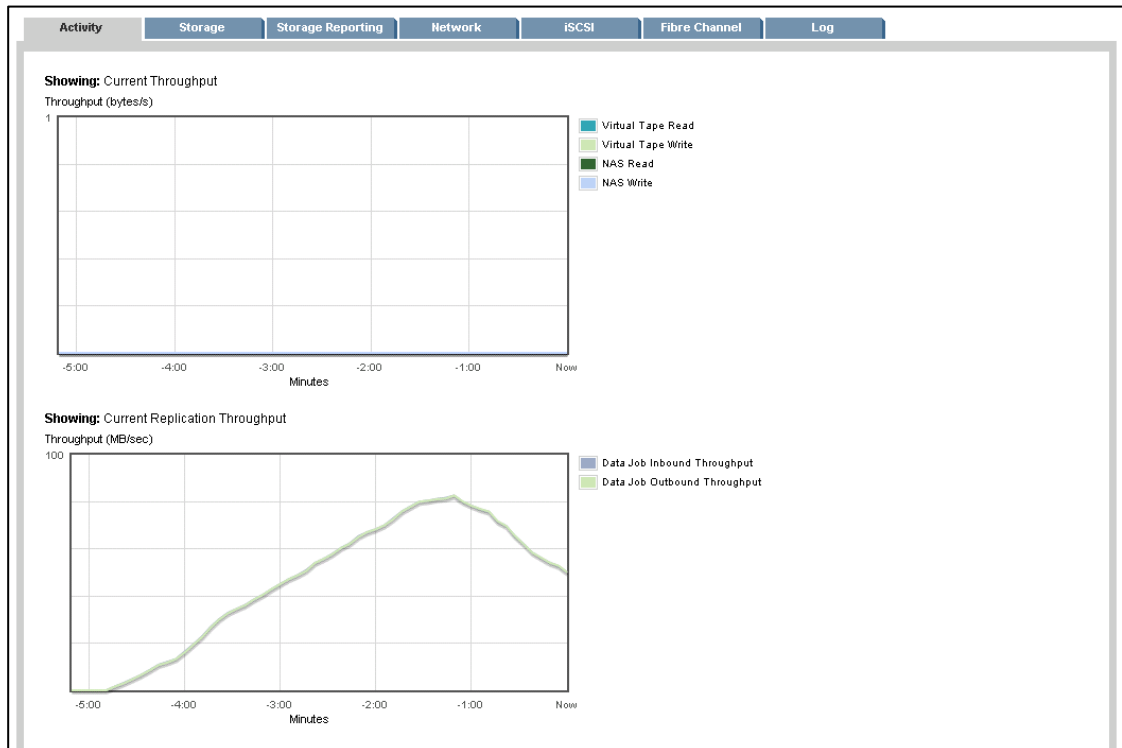 Activity Storage Storage Reporting Network iSCSI Fibre Channel Log
Showing: Current Throughput
Throughput (bytes/s)
1
Virtual Tape Read
Virtual Tape Write
NAS Read
NAS Write
-5:00 -4:00 -3:00 -2:00 -1:00 Now
Minutes
Showing: Current Replication Throughput
Throughput (MB/sec)
100
Data Job Inbound Throughput
Data Job Outbound Throughput
-5:00 -4:00 -3:00 -2:00 -1:00 Now
Minutes